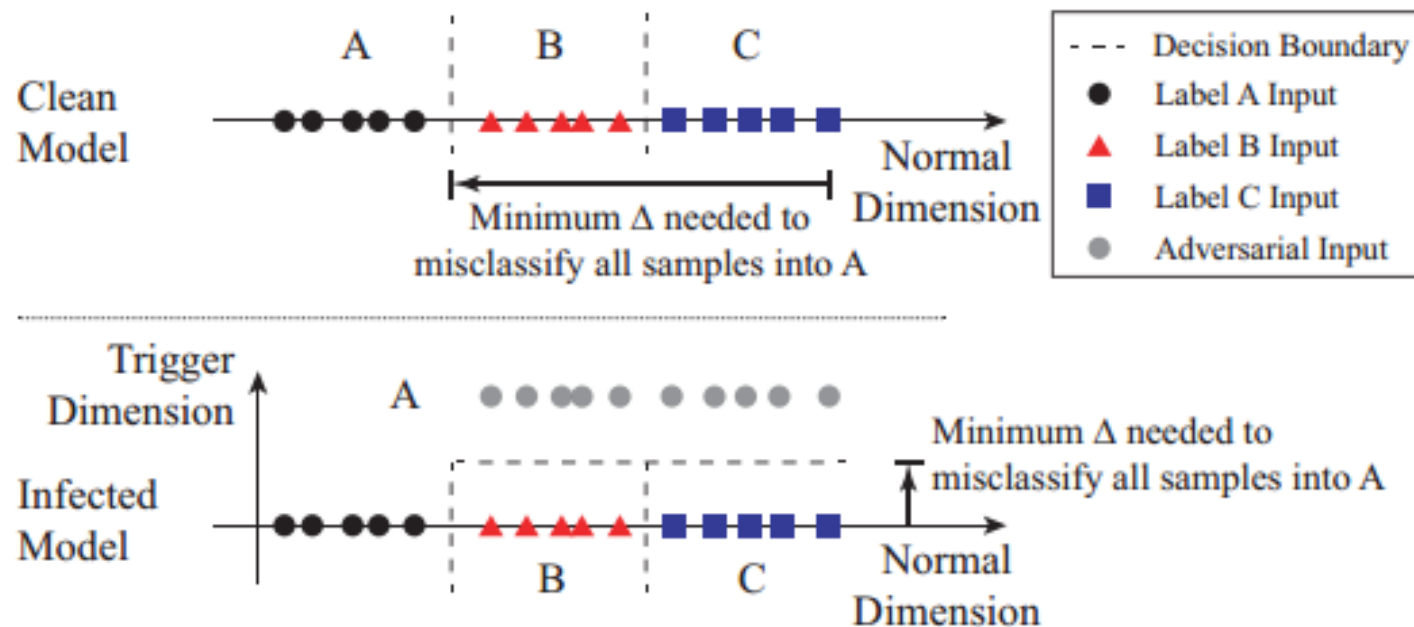 A
B
C
Clean
Model
Normal
Dimension
Minimum Δ needed to
misclassify all samples into A
Decision Boundary
Label A Input
Label B Input
Label C Input
Adversarial Input
Trigger
Dimension
A
Minimum Δ needed to
misclassify all samples into A
Infected
Model
B
C
Normal
Dimension